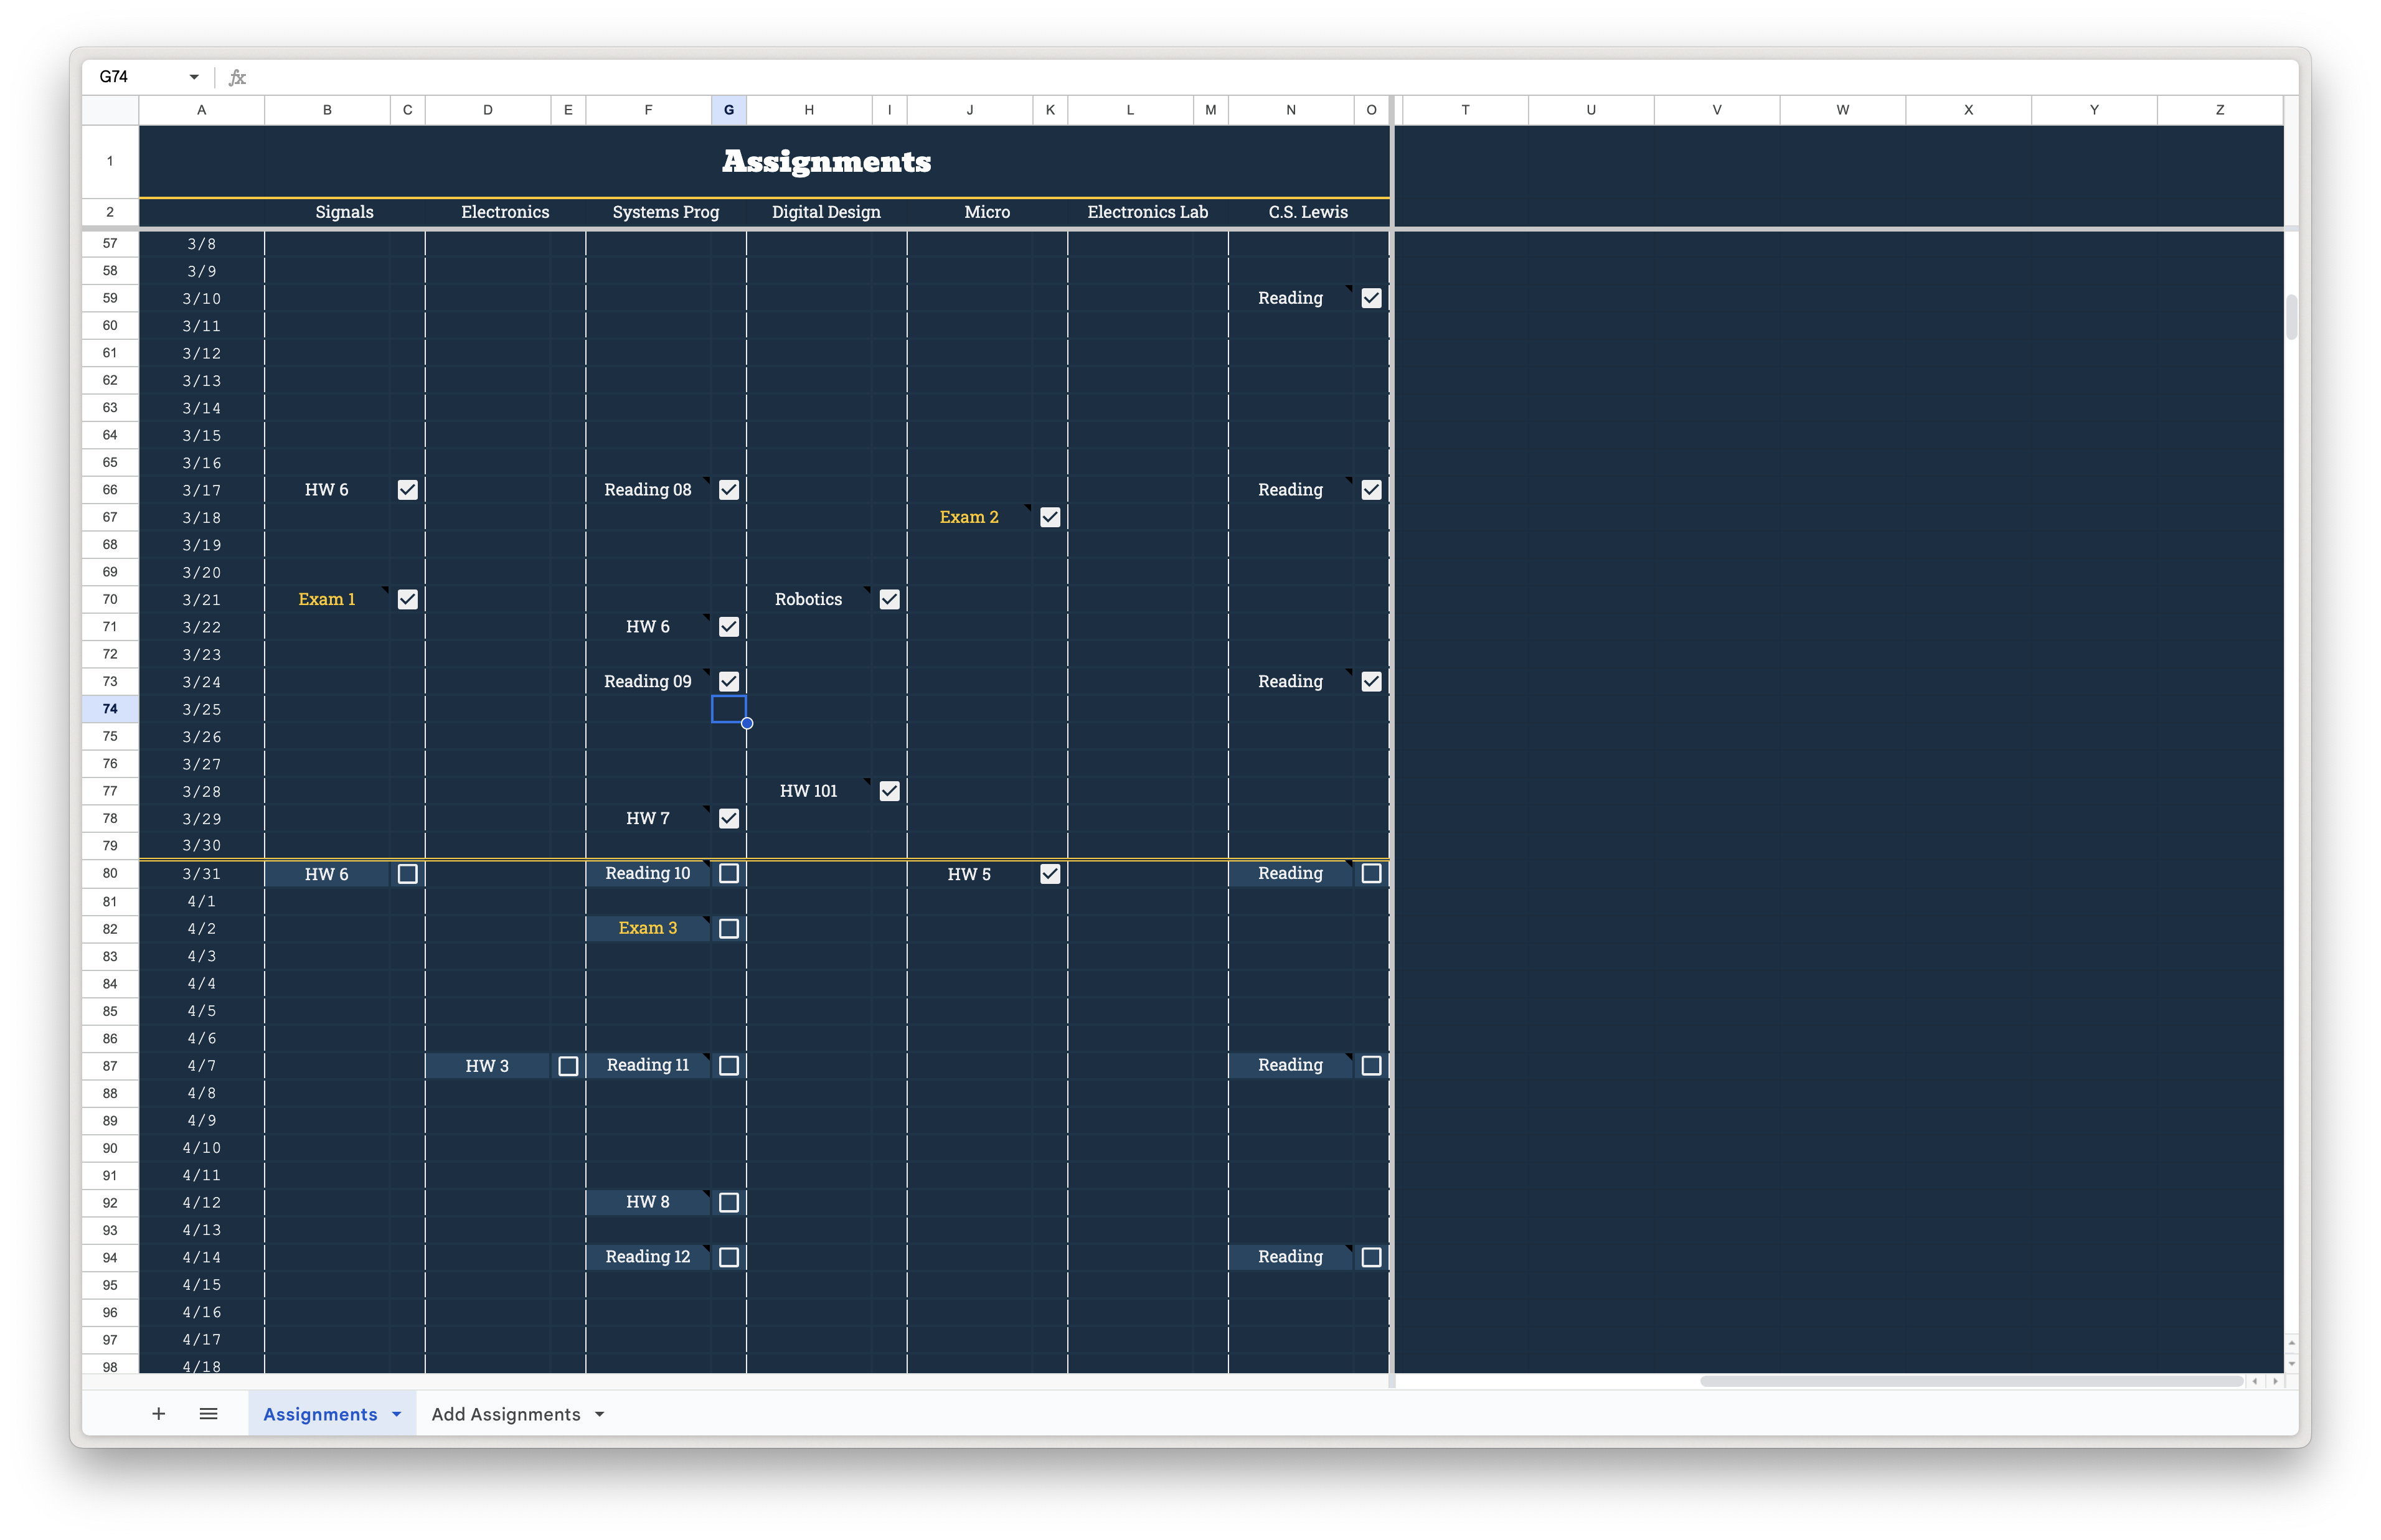 G74 fx
A B C D E F G H I J K L M N O T U V W X Y Z
1 Assignments
2 Signals Electronics Systems Prog Digital Design Micro Electronics Lab C.S. Lewis
57 3/8
58 3/9
59 3/10 Reading
60 3/11
61 3/12
62 3/13
63 3/14
64 3/15
65 3/16
66 3/17 HW 6 Reading 08 Reading
67 3/18 Exam 2
68 3/19
69 3/20
70 3/21 Exam 1 Robotics
71 3/22 HW 6
72 3/23
73 3/24 Reading 09 Reading
74 3/25
75 3/26
76 3/27
77 3/28 HW 101
78 3/29 HW 7
79 3/30
80 3/31 HW 6 Reading 10 HW 5 Reading
81 4/1
82 4/2 Exam 3
83 4/3
84 4/4
85 4/5
86 4/6
87 4/7 HW 3 Reading 11 Reading
88 4/8
89 4/9
90 4/10
91 4/11
92 4/12 HW 8
93 4/13
94 4/14 Reading 12 Reading
95 4/15
96 4/16
97 4/17
98 4/18
Assignments Add Assignments